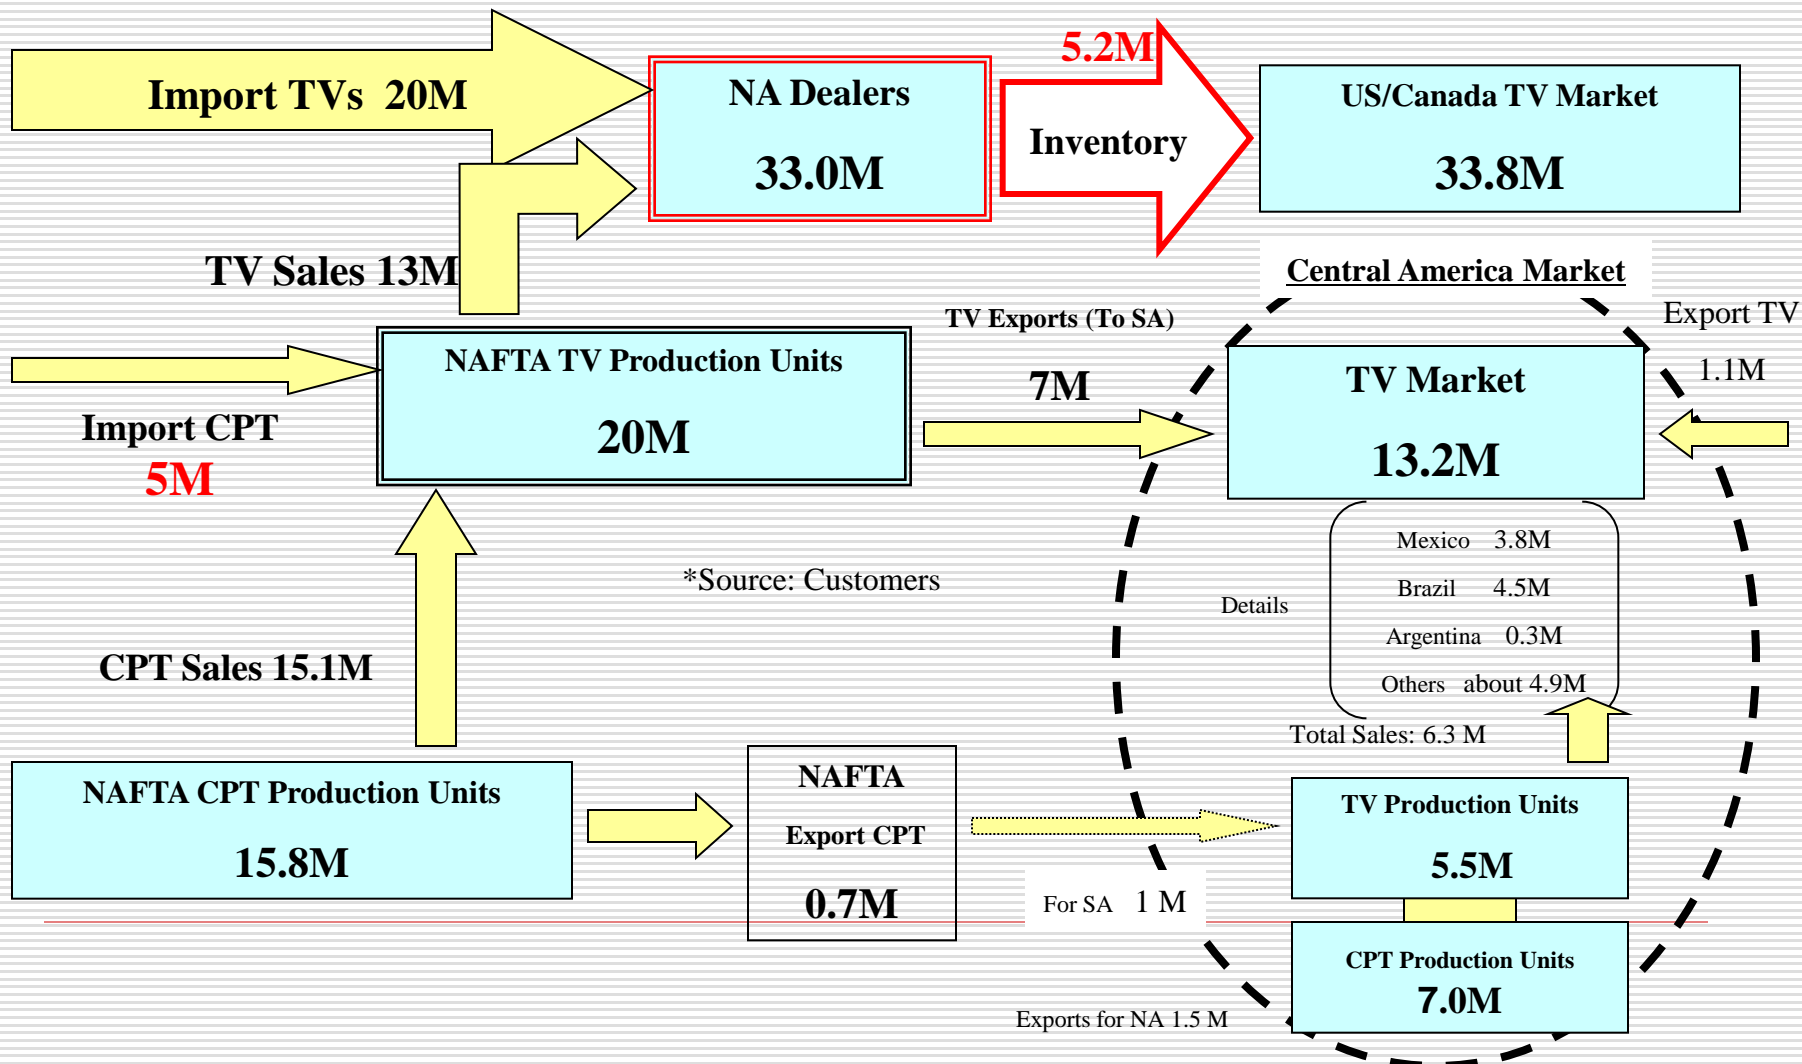 Import TVs 20M
NA Dealers
33.0M
5.2M
Inventory
US/Canada TV Market
33.8M
TV Sales 13M
Central America Market
TV Exports (To SA)
7M
Export TV
1.1M
NAFTA TV Production Units
20M
TV Market
13.2M
Import CPT
5M
*Source: Customers
Details
Mexico 3.8M
Brazil 4.5M
Argentina 0.3M
Others about 4.9M
CPT Sales 15.1M
Total Sales: 6.3 M
NAFTA CPT Production Units
15.8M
NAFTA
Export CPT
0.7M
For SA 1 M
TV Production Units
5.5M
CPT Production Units
7.0M
Exports for NA 1.5 M